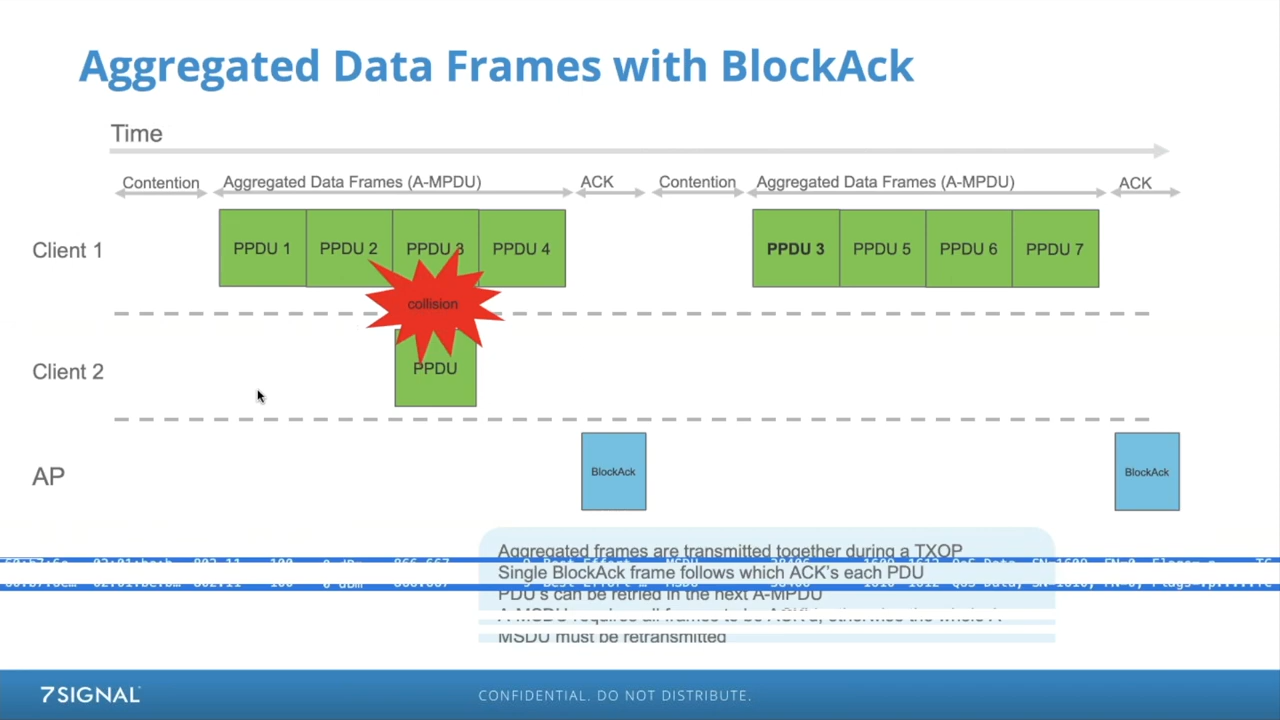 Aggregated Data Frames with BlockAck
Time
Contention Aggregated Data Frames (A-MPDU) ACK Contention Aggregated Data Frames (A-MPDU) ACK
Client 1 PPDU 1 PPDU 2 PPDU 3 PPDU 4 PPDU 3 PPDU 5 PPDU 6 PPDU 7
collision
Client 2 PPDU
AP BlockAck BlockAck
Aggregated frames are transmitted together during a TXOP
Single BlockAck frame follows which ACK's each PDU
PDU's can be retried in the next A-MPDU
MSDU must be retransmitted
7SIGNAL CONFIDENTIAL. DO NOT DISTRIBUTE.